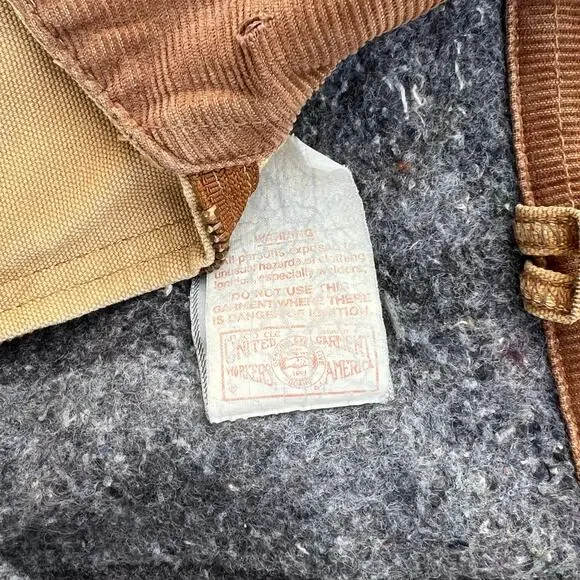 WARNING
all persons exposed to
unusual hazards of clothing
ignition, especially welders.
DO NOT USE THIS
GARMENT WHERE THERE
IS DANGER OF IGNITION.
UNITED GARMENT
WORKERS AMERICA